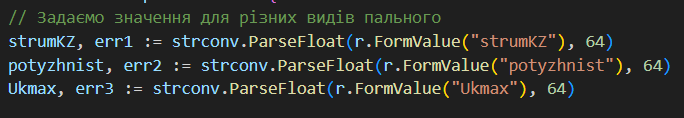 // Задаємо значення для різних видів пального
strumKZ, err1 := strconv.ParseFloat(r.FormValue("strumKZ"), 64)
potyzhnist, err2 := strconv.ParseFloat(r.FormValue("potyzhnist"), 64)
Ukmax, err3 := strconv.ParseFloat(r.FormValue("Ukmax"), 64)